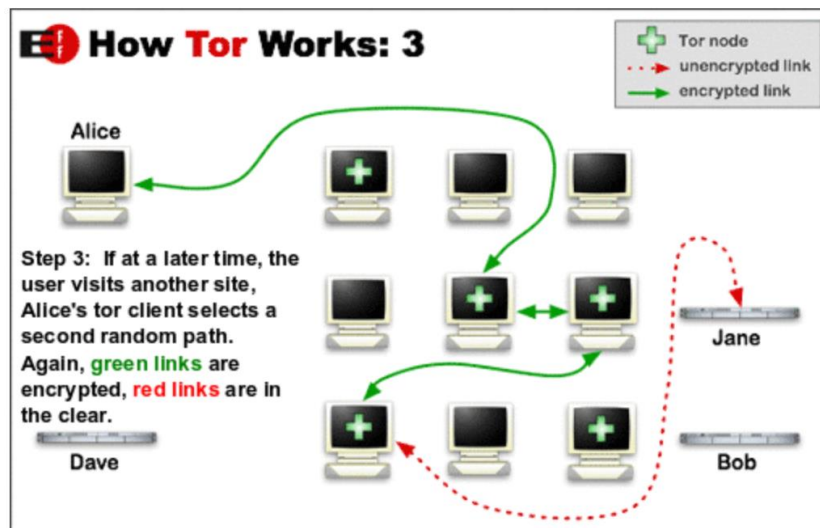 EFF How Tor Works: 3
Tor node
unencrypted link
encrypted link
Alice
Step 3: If at a later time, the
user visits another site,
Alice's tor client selects a
second random path.
Again, green links are
encrypted, red links are in
the clear.
Jane
Dave
Bob